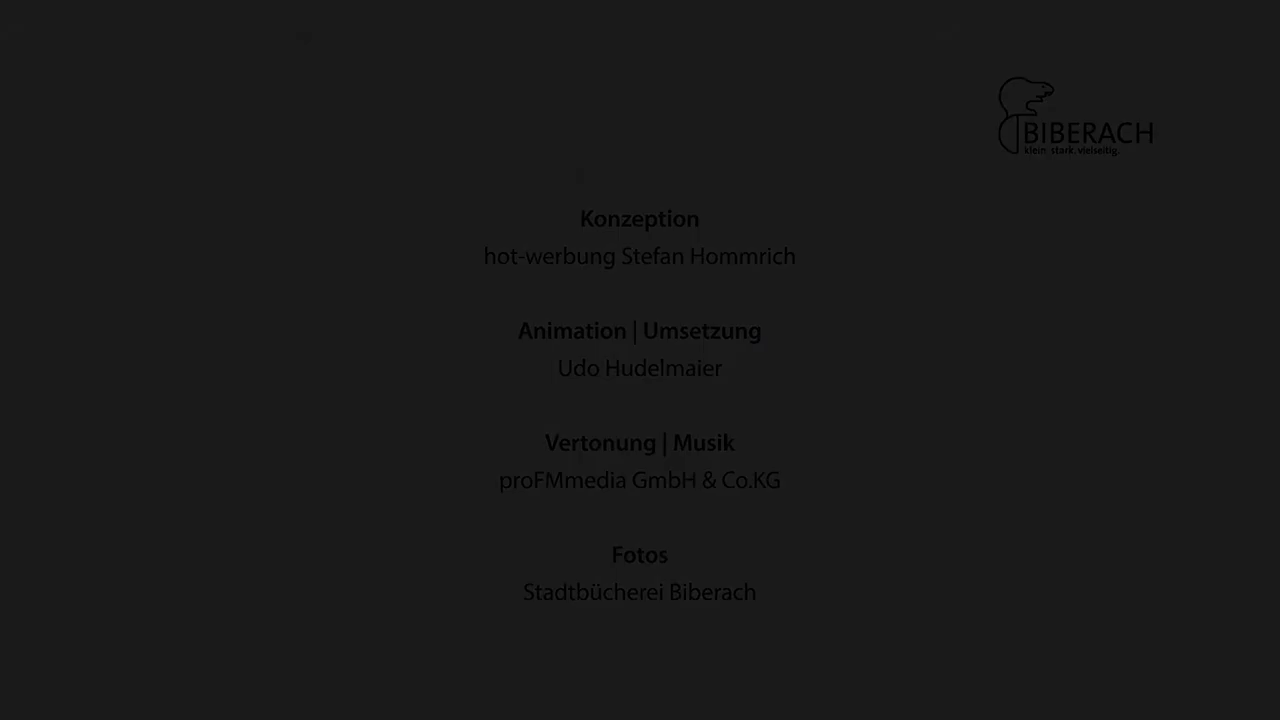 BIBERACH
klein. stark. vielseitig.
Konzeption
hot-werbung Stefan Hommrich
Animation | Umsetzung
Udo Hudelmaier
Vertonung | Musik
proFMmedia GmbH & Co.KG
Fotos
Stadtbücherei Biberach